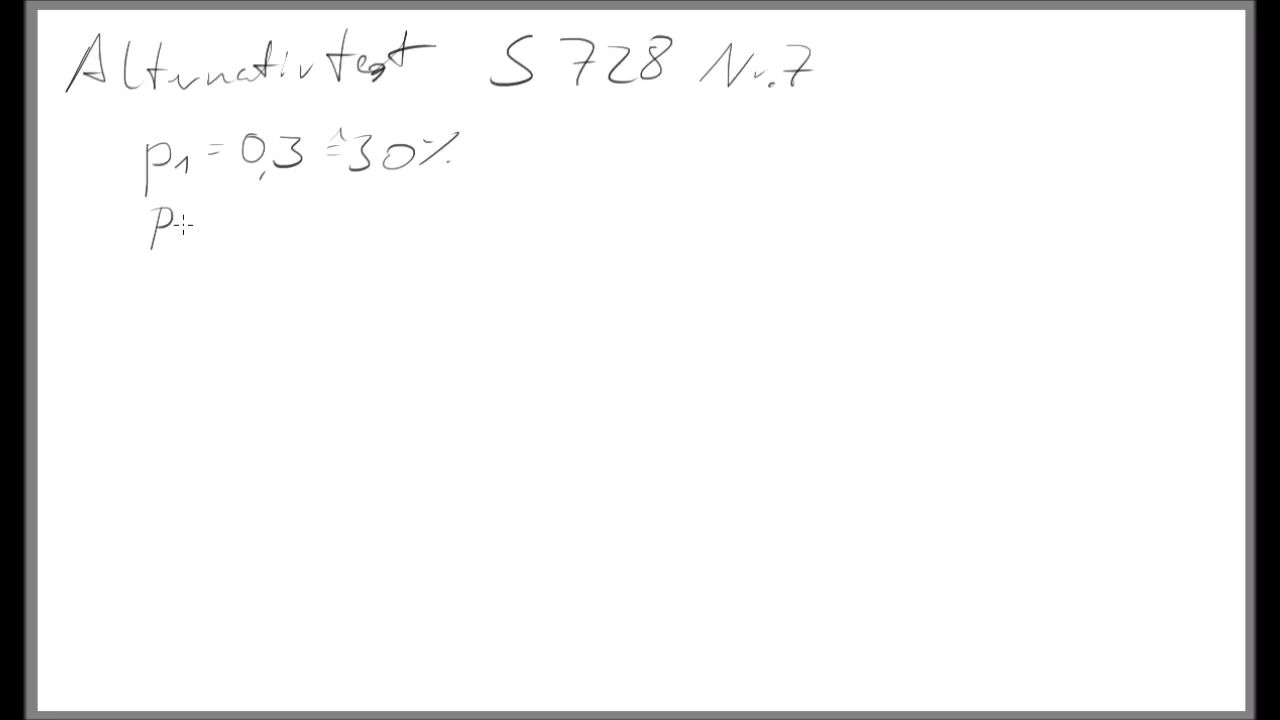 Alternativtest S 728 Nr. 7
p1 = 0,3 ≙ 30%
p